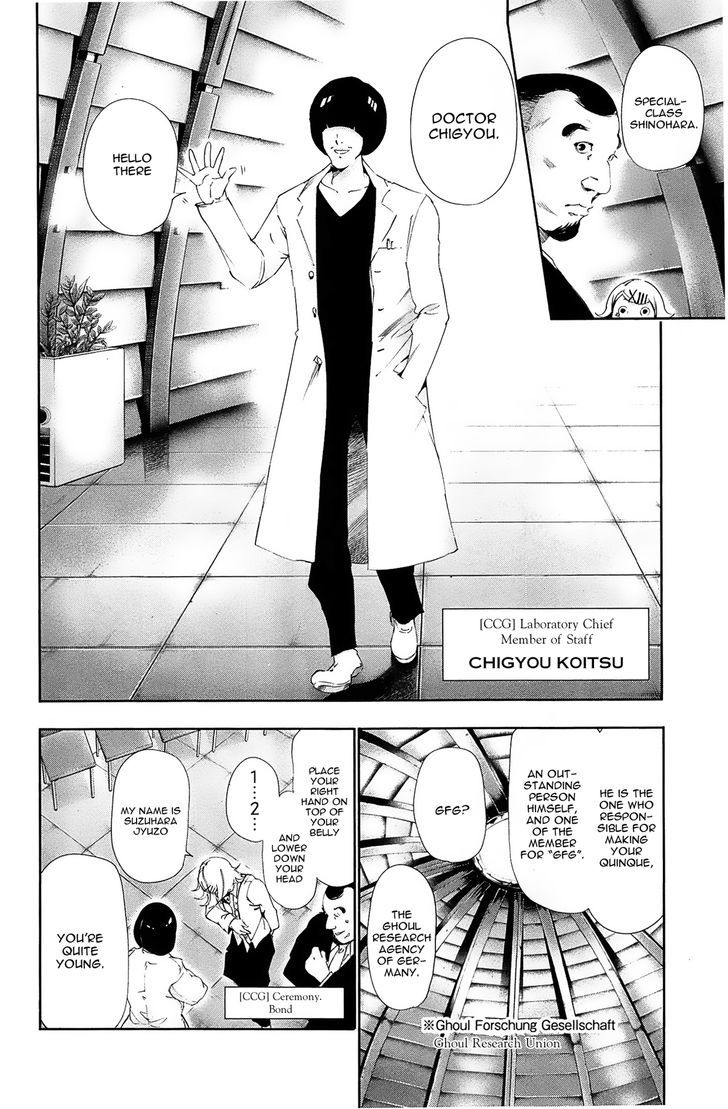 SPECIAL-
CLASS
SHINOHARA.
DOCTOR
CHIGYOU.
HELLO
THERE
[CCG] Laboratory Chief
Member of Staff
CHIGYOU KOITSU
HE IS THE
ONE WHO
RESPON-
SIBLE FOR
MAKING
YOUR
QUINQUE,
AN OUT-
STANDING
PERSON
HIMSELF,
AND ONE
OF THE
MEMBER
FOR "GFG".
GFG?
THE
GHOUL
RESEARCH
AGENCY
OF GER-
MANY.
※Ghoul Forschung Gesellschaft
Ghoul Research Union
PLACE
YOUR
RIGHT
HAND ON
TOP OF
YOUR
BELLY
AND
LOWER
DOWN
YOUR
HEAD
1...
2...
MY NAME IS
SUZUHARA
JYUZO
YOU'RE
QUITE
YOUNG.
[CCG] Ceremony.
Bond